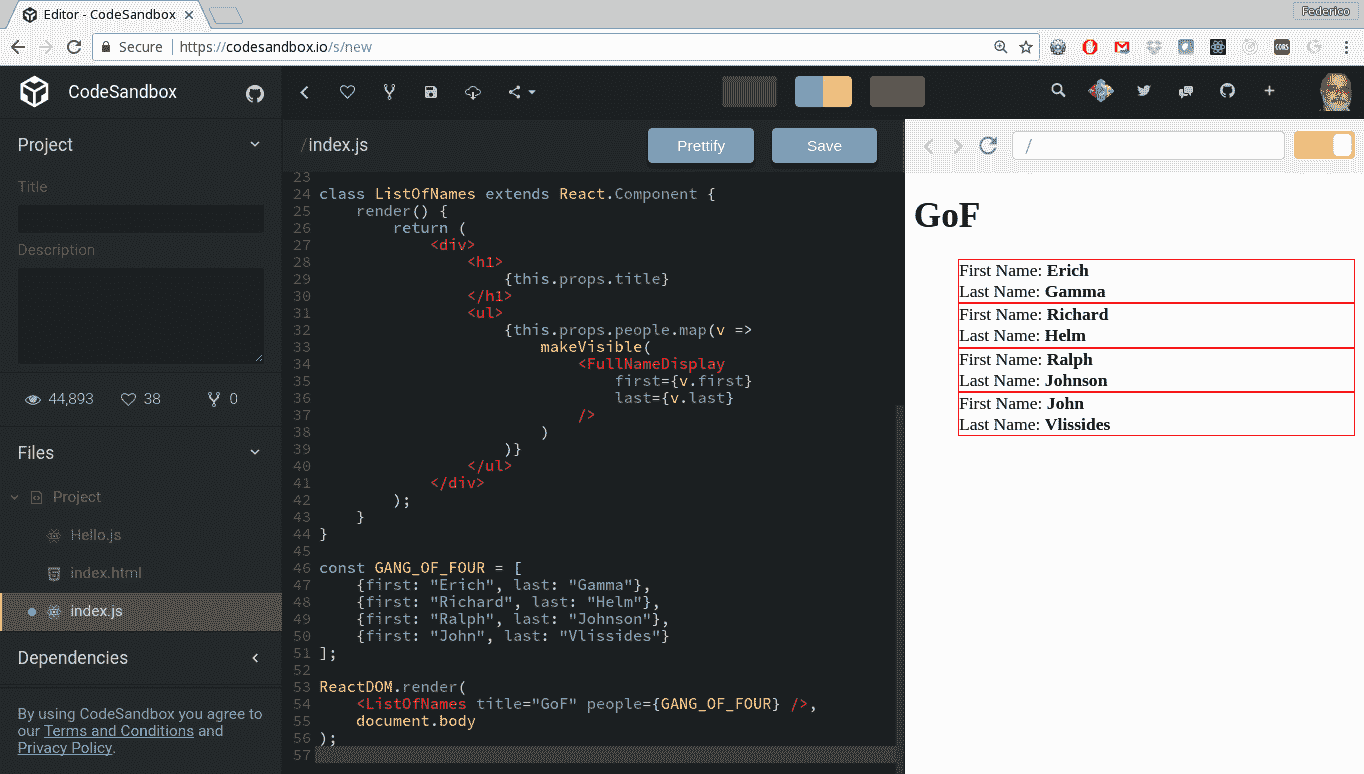 Editor - CodeSandbox
Federico
Secure https://codesandbox.io/s/new
CORS
CodeSandbox
Project
Title
Description
44,893 38 0
Files
Project
Hello.js
index.html
index.js
Dependencies
By using CodeSandbox you agree to
our Terms and Conditions and
Privacy Policy.
/index.js
Prettify Save
23
24 class ListOfNames extends React.Component {
25 render() {
26 return (
27 <div>
28 <h1>
29 {this.props.title}
30 </h1>
31 <ul>
32 {this.props.people.map(v =>
33 makeVisible(
34 <FullNameDisplay
35 first={v.first}
36 last={v.last}
37 />
38 )
39 )}
40 </ul>
41 </div>
42 );
43 }
44 }
45
46 const GANG_OF_FOUR = [
47 {first: "Erich", last: "Gamma"},
48 {first: "Richard", last: "Helm"},
49 {first: "Ralph", last: "Johnson"},
50 {first: "John", last: "Vlissides"}
51 ];
52
53 ReactDOM.render(
54 <ListOfNames title="GoF" people={GANG_OF_FOUR} />,
55 document.body
56 );
57
/
GoF
First Name: Erich
Last Name: Gamma
First Name: Richard
Last Name: Helm
First Name: Ralph
Last Name: Johnson
First Name: John
Last Name: Vlissides